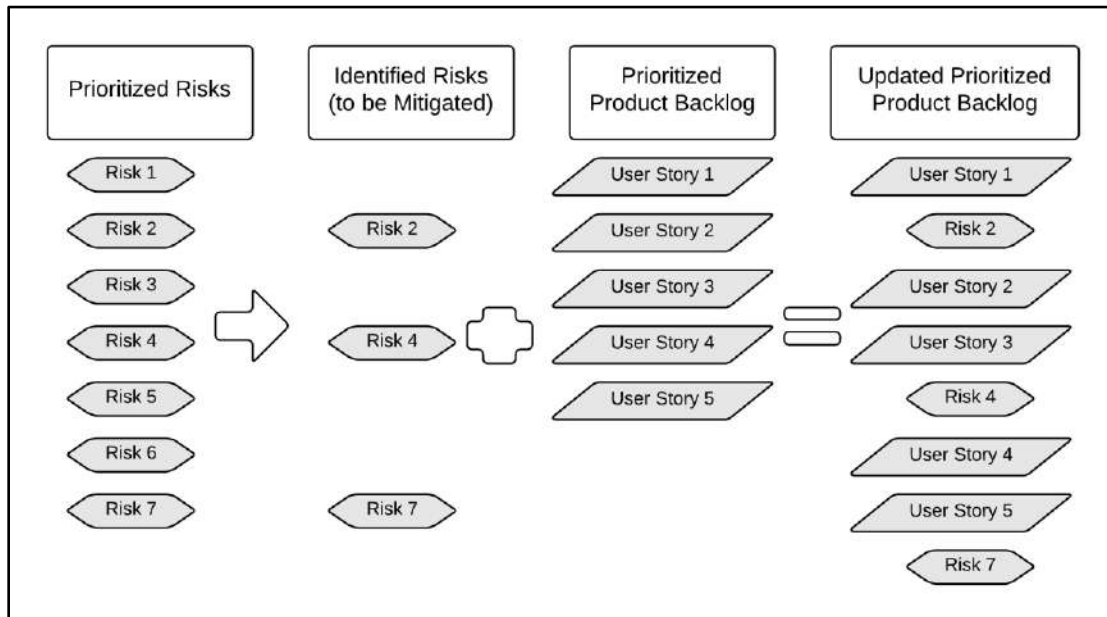 Prioritized Risks
Risk 1
Risk 2
Risk 3
Risk 4
Risk 5
Risk 6
Risk 7
Identified Risks
(to be Mitigated)
Risk 2
Risk 4
Risk 7
Prioritized
Product Backlog
User Story 1
User Story 2
User Story 3
User Story 4
User Story 5
Updated Prioritized
Product Backlog
User Story 1
Risk 2
User Story 2
User Story 3
Risk 4
User Story 4
User Story 5
Risk 7